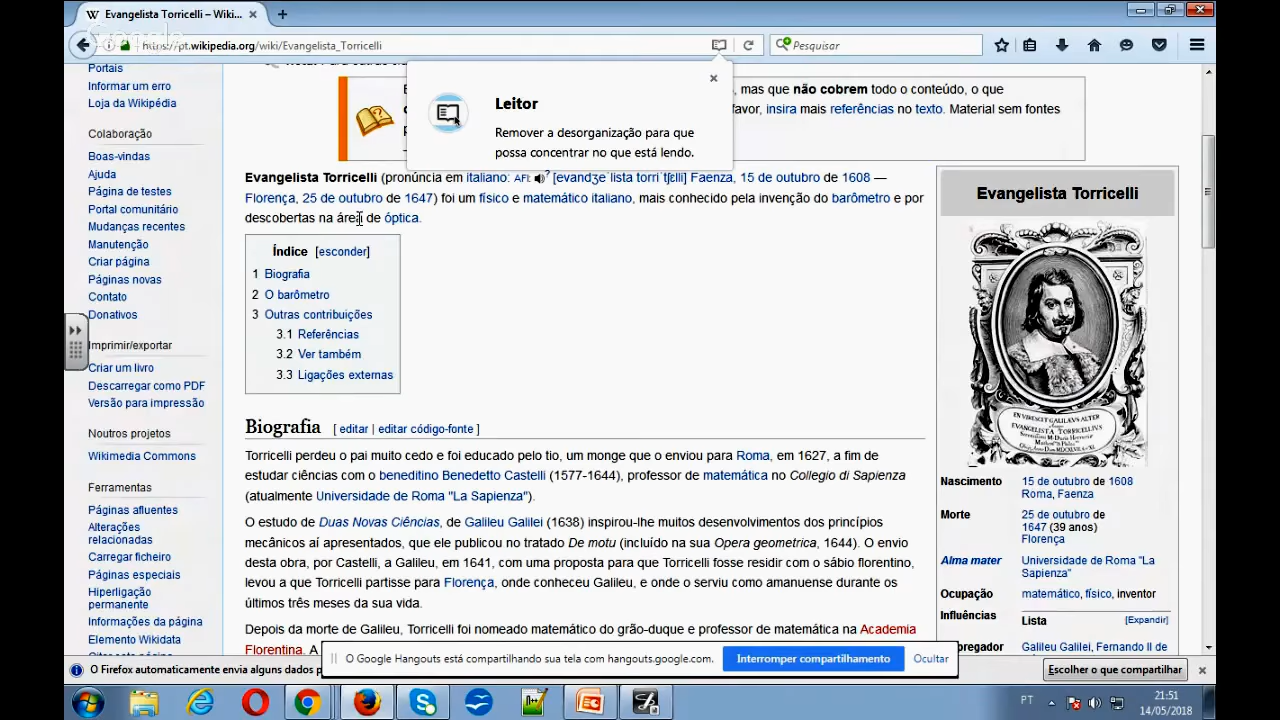 Evangelista Torricelli – Wiki...
https://pt.wikipedia.org/wiki/Evangelista_Torricelli
Pesquisar
Portais
Informar um erro
Loja da Wikipédia
Colaboração
Boas-vindas
Ajuda
Página de testes
Portal comunitário
Mudanças recentes
Manutenção
Criar página
Páginas novas
Contato
Donativos
Imprimir/exportar
Criar um livro
Descarregar como PDF
Versão para impressão
Noutros projetos
Wikimedia Commons
Ferramentas
Páginas afluentes
Alterações
relacionadas
Carregar ficheiro
Páginas especiais
Hiperligação
permanente
Informações da página
Elemento Wikidata
Leitor
Remover a desorganização para que
possa concentrar no que está lendo.
, mas que não cobrem todo o conteúdo, o que
favor, insira mais referências no texto. Material sem fontes
Evangelista Torricelli (pronúncia em italiano: AFI: [evandʒeˈlista torriˈtʃɛlli] Faenza, 15 de outubro de 1608 —
Florença, 25 de outubro de 1647) foi um físico e matemático italiano, mais conhecido pela invenção do barômetro e por
descobertas na área de óptica.
Índice [esconder]
1 Biografia
2 O barômetro
3 Outras contribuições
3.1 Referências
3.2 Ver também
3.3 Ligações externas
Biografia [ editar | editar código-fonte ]
Torricelli perdeu o pai muito cedo e foi educado pelo tio, um monge que o enviou para Roma, em 1627, a fim de
estudar ciências com o beneditino Benedetto Castelli (1577-1644), professor de matemática no Collegio di Sapienza
(atualmente Universidade de Roma "La Sapienza").
O estudo de Duas Novas Ciências, de Galileu Galilei (1638) inspirou-lhe muitos desenvolvimentos dos princípios
mecânicos aí apresentados, que ele publicou no tratado De motu (incluído na sua Opera geometrica, 1644). O envio
desta obra, por Castelli, a Galileu, em 1641, com uma proposta para que Torricelli fosse residir com o sábio florentino,
levou a que Torricelli partisse para Florença, onde conheceu Galileu, e onde o serviu como amanuense durante os
últimos três meses da sua vida.
Depois da morte de Galileu, Torricelli foi nomeado matemático do grão-duque e professor de matemática na Academia
Florentina. A
Evangelista Torricelli
EN VIRESCIT GALILÆVS ALTER
EVANGELISTA TORRICELLIVS
Nascimento 15 de outubro de 1608
Roma, Faenza
Morte 25 de outubro de
1647 (39 anos)
Florença
Alma mater Universidade de Roma "La
Sapienza"
Ocupação matemático, físico, inventor
Influências Lista [Expandir]
Galileu Galilei, Fernando II de
O Google Hangouts está compartilhando sua tela com hangouts.google.com. Interromper compartilhamento Ocultar
O Firefox automaticamente envia alguns dados p
Escolher o que compartilhar
PT
21:51
14/05/2018